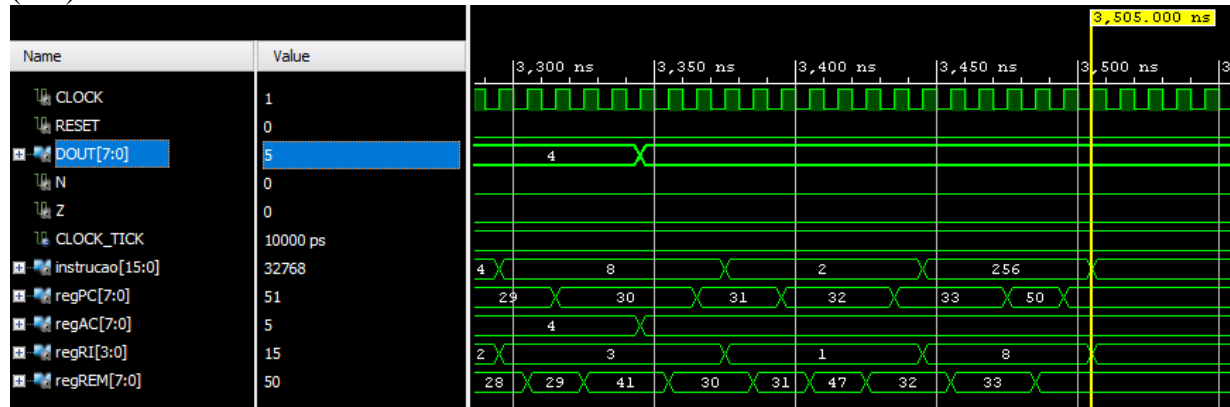 3,505.000 ns
Name Value
3,300 ns 3,350 ns 3,400 ns 3,450 ns 3,500 ns 3
CLOCK 1
RESET 0
DOUT[7:0] 5 4
N 0
Z 0
CLOCK_TICK 10000 ps
instrucao[15:0] 32768 4 8 2 256
regPC[7:0] 51 29 30 31 32 33 50
regAC[7:0] 5 4
regRI[3:0] 15 2 3 1 8
regREM[7:0] 50 28 29 41 30 31 47 32 33